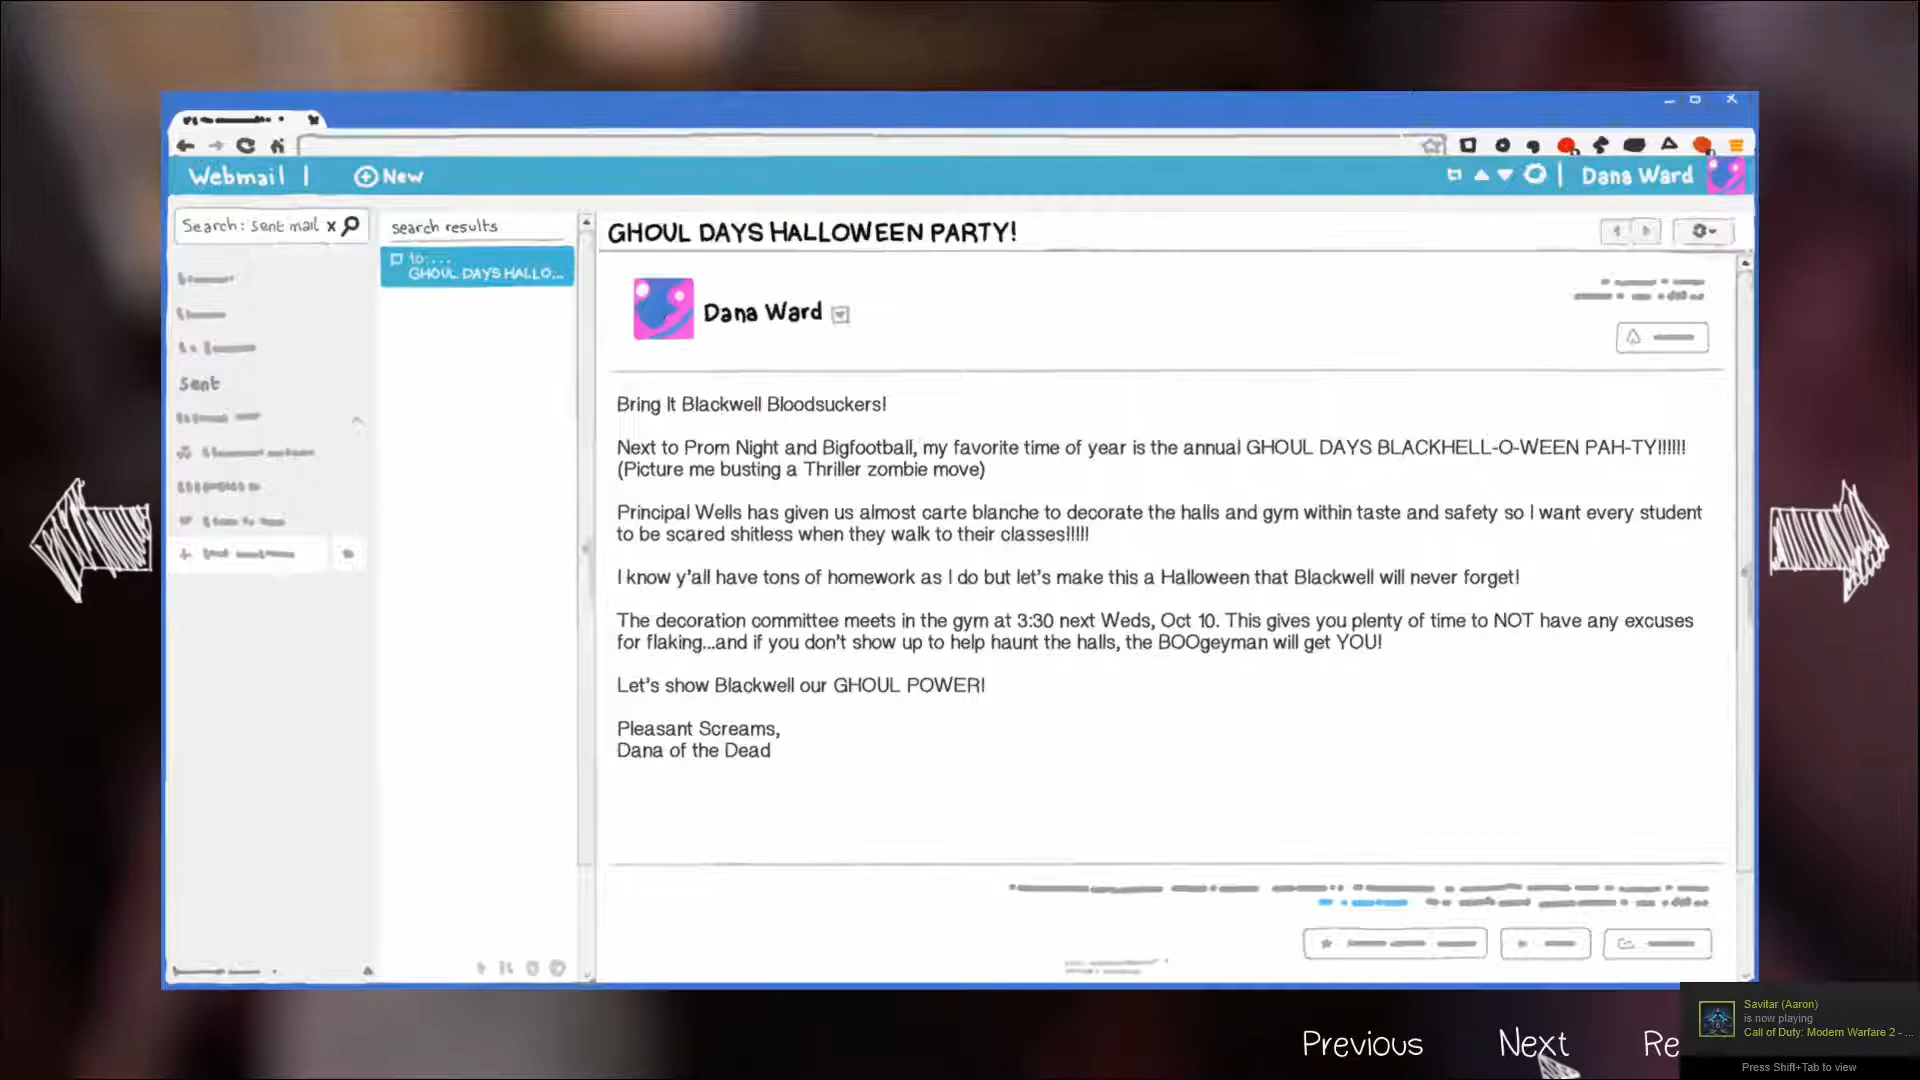 Webmail | New
Dana Ward
Search: sent mail x
search results
GHOUL DAYS HALLOWEEN PARTY!
to:....
GHOUL DAYS HALLO...
Dana Ward
Sent
Bring It Blackwell Bloodsuckers!
Next to Prom Night and Bigfootball, my favorite time of year is the annual GHOUL DAYS BLACKHELL-O-WEEN PAH-TY!!!!!!
(Picture me busting a Thriller zombie move)
Principal Wells has given us almost carte blanche to decorate the halls and gym within taste and safety so I want every student
to be scared shitless when they walk to their classes!!!!!
I know y'all have tons of homework as I do but let's make this a Halloween that Blackwell will never forget!
The decoration committee meets in the gym at 3:30 next Weds, Oct 10. This gives you plenty of time to NOT have any excuses
for flaking...and if you don't show up to help haunt the halls, the BOOgeyman will get YOU!
Let's show Blackwell our GHOUL POWER!
Pleasant Screams,
Dana of the Dead
Previous
Next
Re
Savitar (Aaron)
is now playing
Call of Duty: Modern Warfare 2 - ...
Press Shift+Tab to view